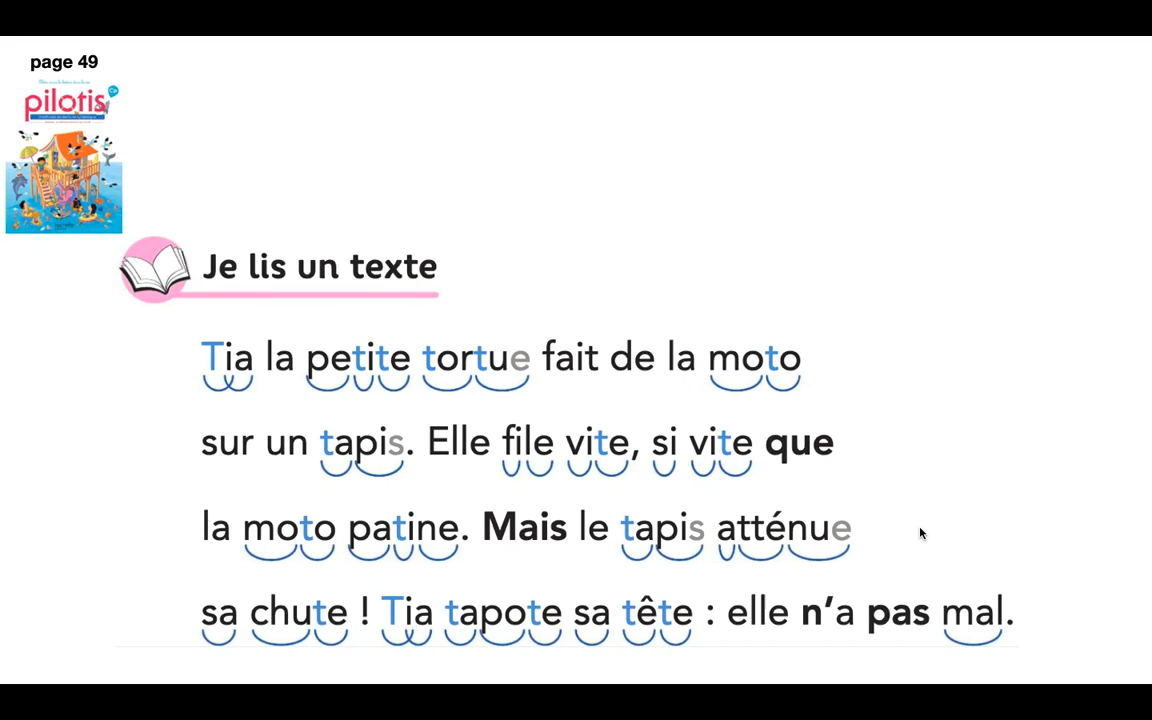 page 49
pilotis
Je lis un texte
Tia la petite tortue fait de la moto
sur un tapis. Elle file vite, si vite que
la moto patine. Mais le tapis atténue
sa chute ! Tia tapote sa tête : elle n’a pas mal.